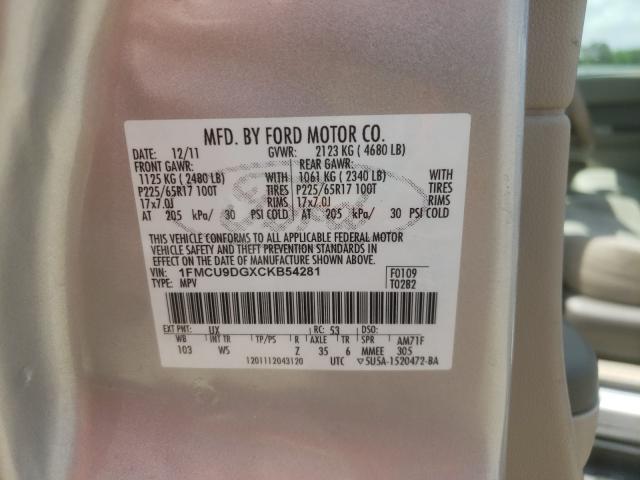 MFD. BY FORD MOTOR CO.
DATE: 12/11 GVWR: 2123 KG ( 4680 LB)
FRONT GAWR: REAR GAWR:
1125 KG ( 2480 LB) WITH 1061 KG ( 2340 LB) WITH
P225/65R17 100T TIRES P225/65R17 100T TIRES
17x7.0J RIMS 17x7.0J RIMS
AT 205 kPa/ 30 PSI COLD AT 205 kPa/ 30 PSI COLD
THIS VEHICLE CONFORMS TO ALL APPLICABLE FEDERAL MOTOR
VEHICLE SAFETY AND THEFT PREVENTION STANDARDS IN
EFFECT ON THE DATE OF MANUFACTURE SHOWN ABOVE.
VIN: 1FMCU9DGXCKB54281 F0109
TYPE: MPV T0282
EXT PNT: UX RC: 53 DSO:
WB INT TR TP/PS R AXLE TR SPR AM71F
103 WS Z 35 6 MMEE 305
1201112043120 UTC ▽5U5A-1520472-BA